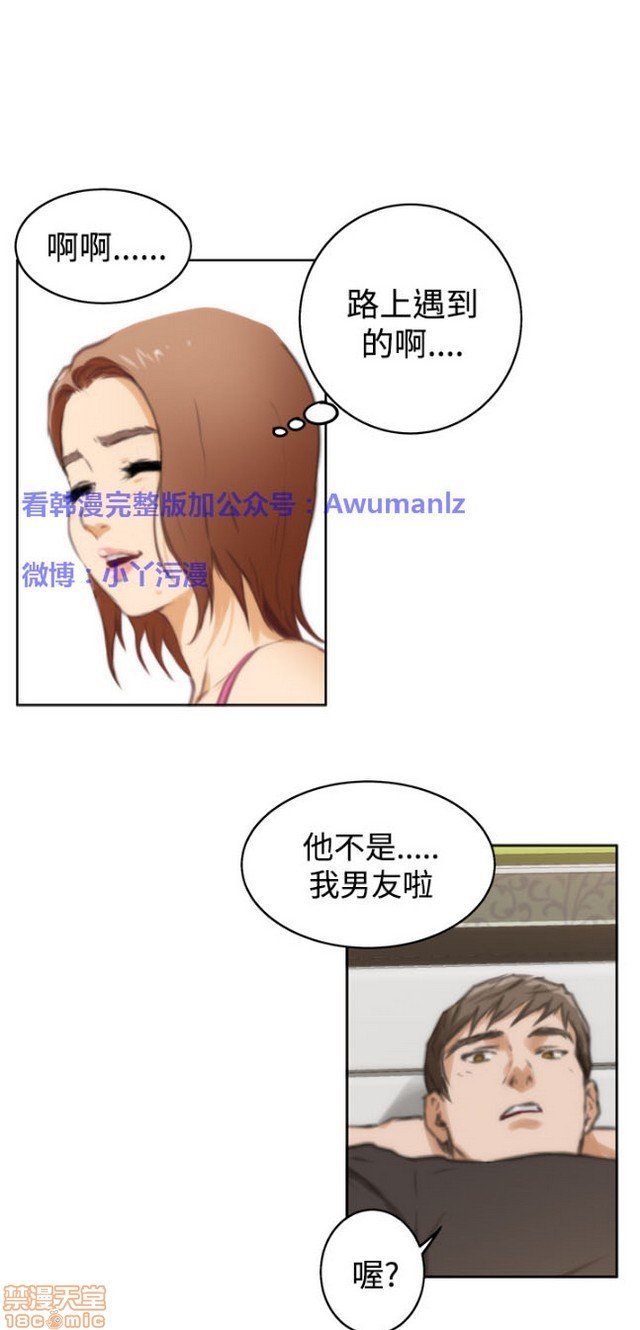 啊啊......
路上遇到
的啊....
看韩漫完整版加公众号：Awumanlz
微博：小丫污漫
他不是.....
我男友啦
喔?
禁漫天堂
18comic